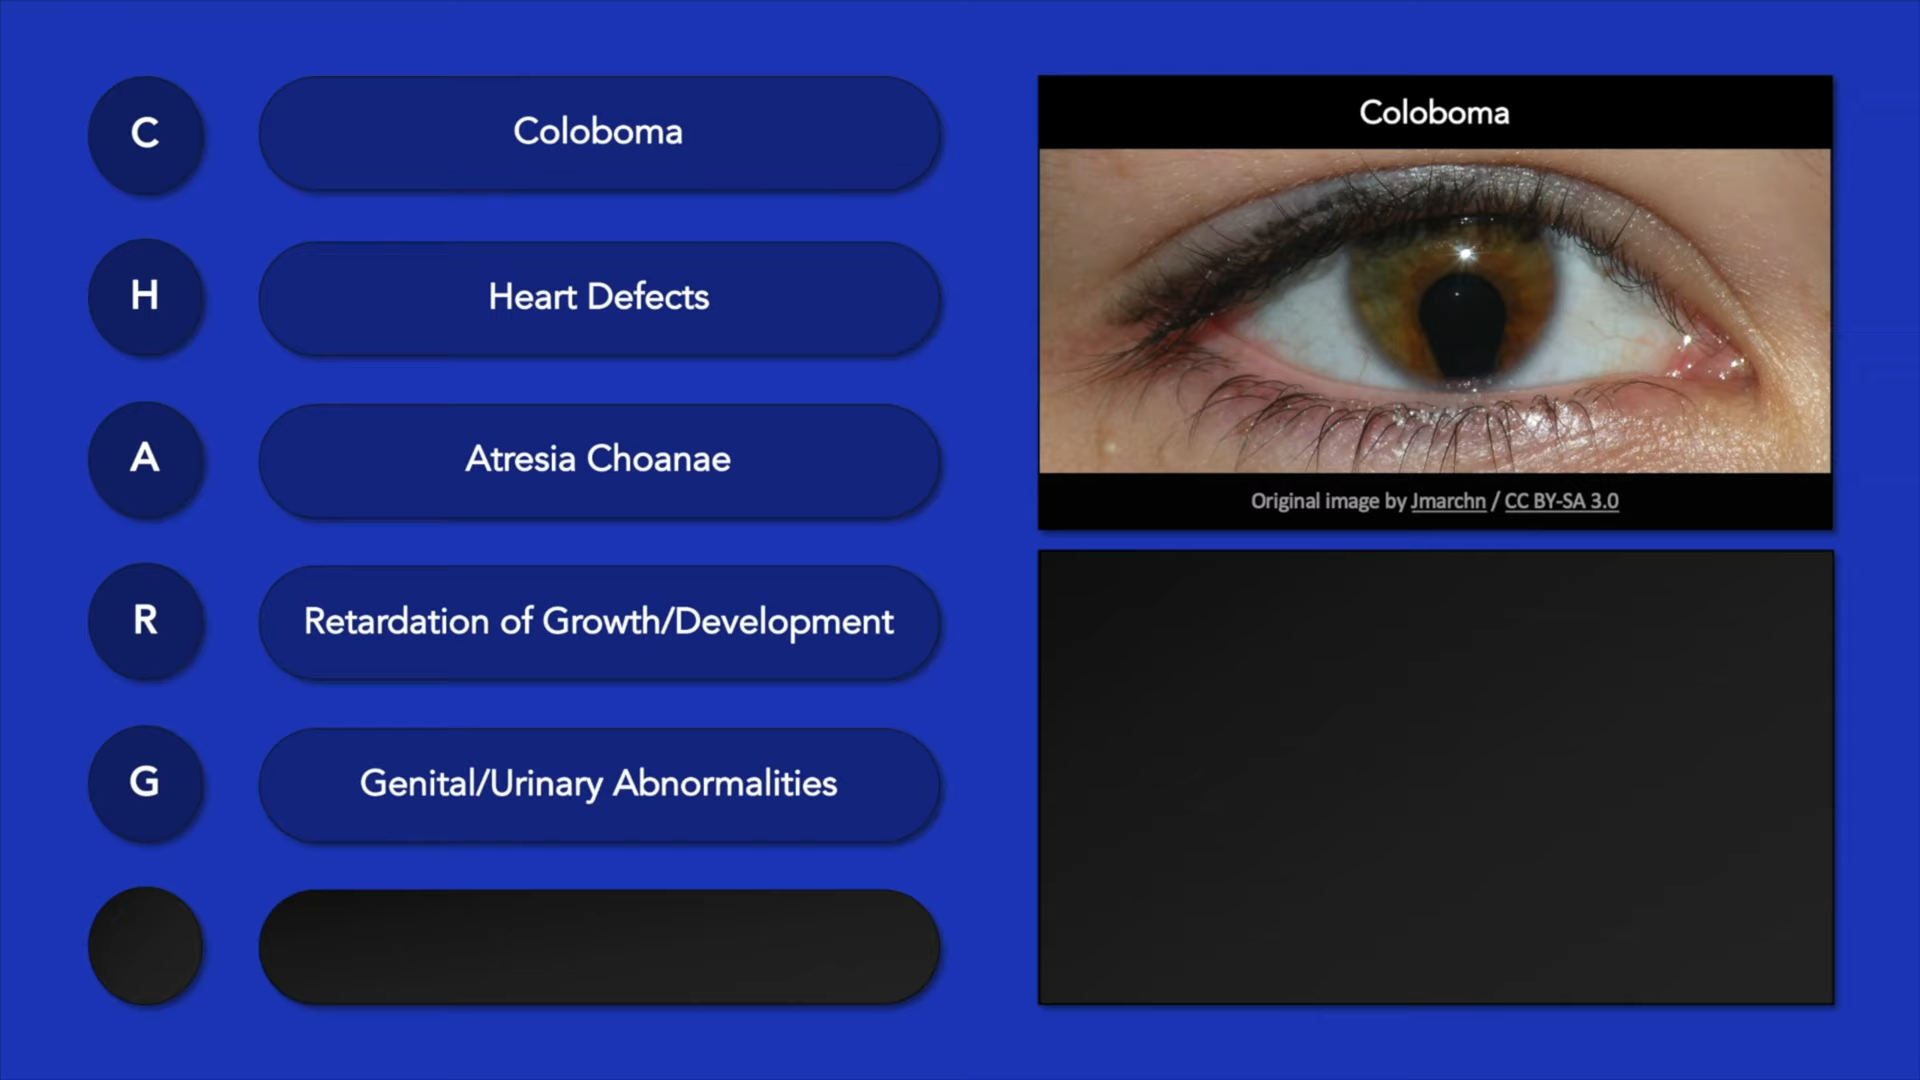 C
Coloboma
H
Heart Defects
A
Atresia Choanae
R
Retardation of Growth/Development
G
Genital/Urinary Abnormalities
Coloboma
Original image by Jmarchn / CC BY-SA 3.0